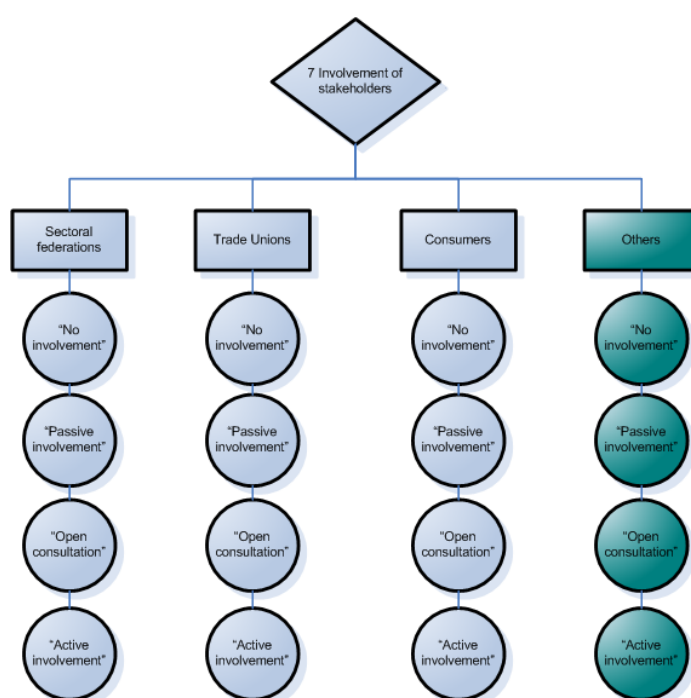 7 Involvement of
stakeholders
Sectoral
federations
Trade Unions
Consumers
Others
“No
involvement”
“No
involvement”
“No
involvement”
“No
involvement”
“Passive
involvement”
“Passive
involvement”
“Passive
involvement”
“Passive
involvement”
“Open
consultation”
“Open
consultation”
“Open
consultation”
“Open
consultation”
“Active
involvement”
“Active
involvement”
“Active
involvement”
“Active
involvement”